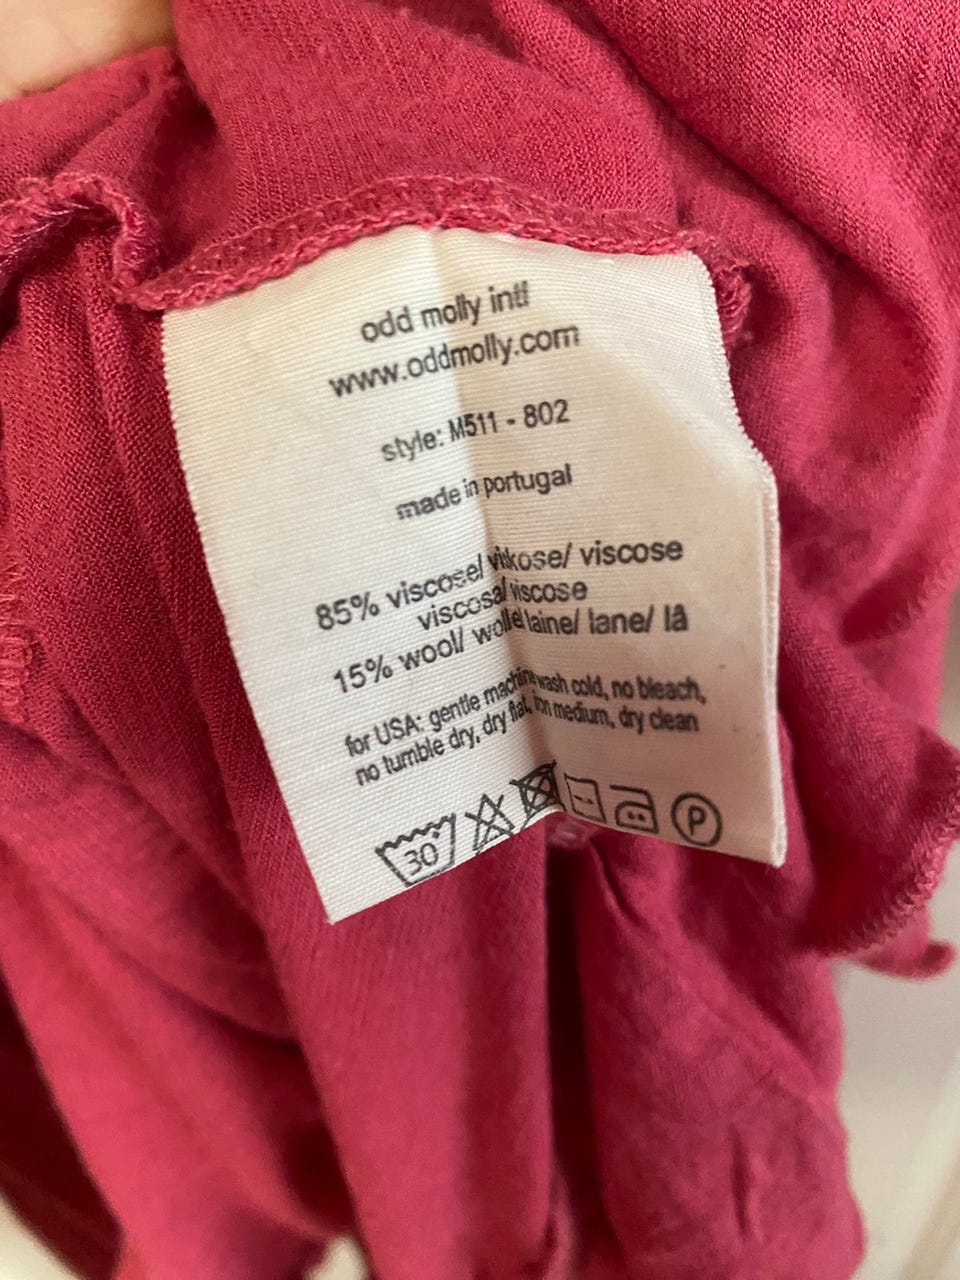 odd molly intl
www.oddmolly.com
style: M511 - 802
made in portugal
85% viscose/ viskose/ viscose
viscosa/ viscose
15% wool/ wolle/ laine/ lane/ lã
for USA: gentle machine wash cold, no bleach,
no tumble dry, dry flat, iron medium, dry clean
30 P